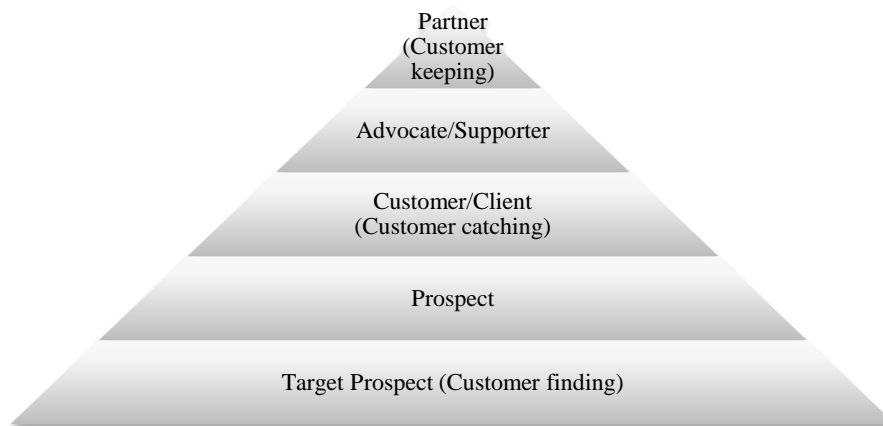 Partner
(Customer
keeping)
Advocate/Supporter
Customer/Client
(Customer catching)
Prospect
Target Prospect (Customer finding)